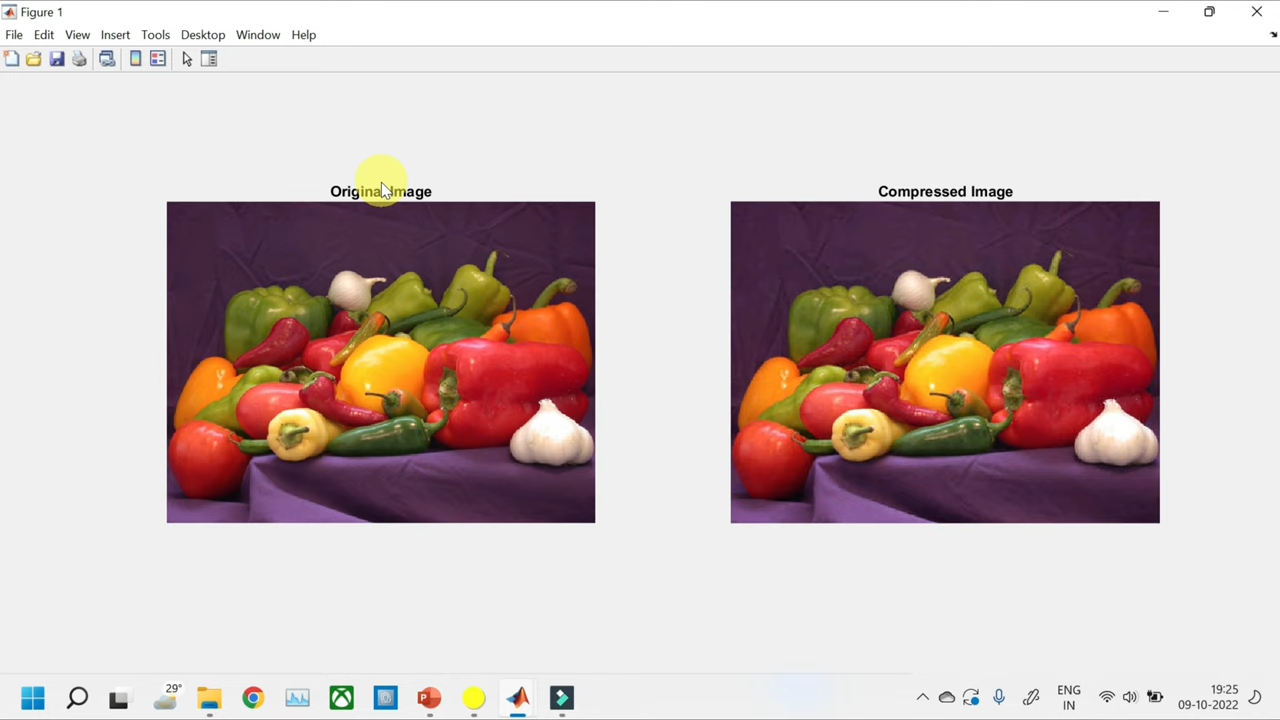 Figure 1
File Edit View Insert Tools Desktop Window Help
Original Image
Compressed Image
29°
ENG
IN
19:25
09-10-2022